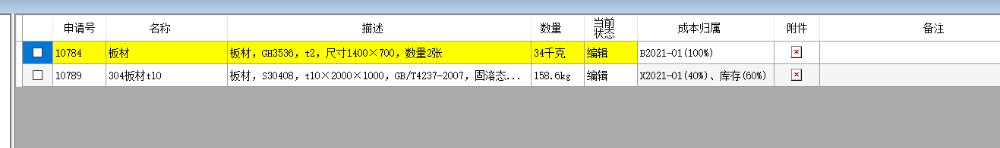 申请号 名称 描述 数量 当前状态 成本归属 附件 备注
10784 板材 板材，GH3536，t2，尺寸1400×700，数量2张 34千克 编辑 B2021-01(100%)
10789 304板材t10 板材，S30408，t10×2000×1000，GB/T4237-2007，固溶态... 158.6kg 编辑 X2021-01(40%)、库存(60%)